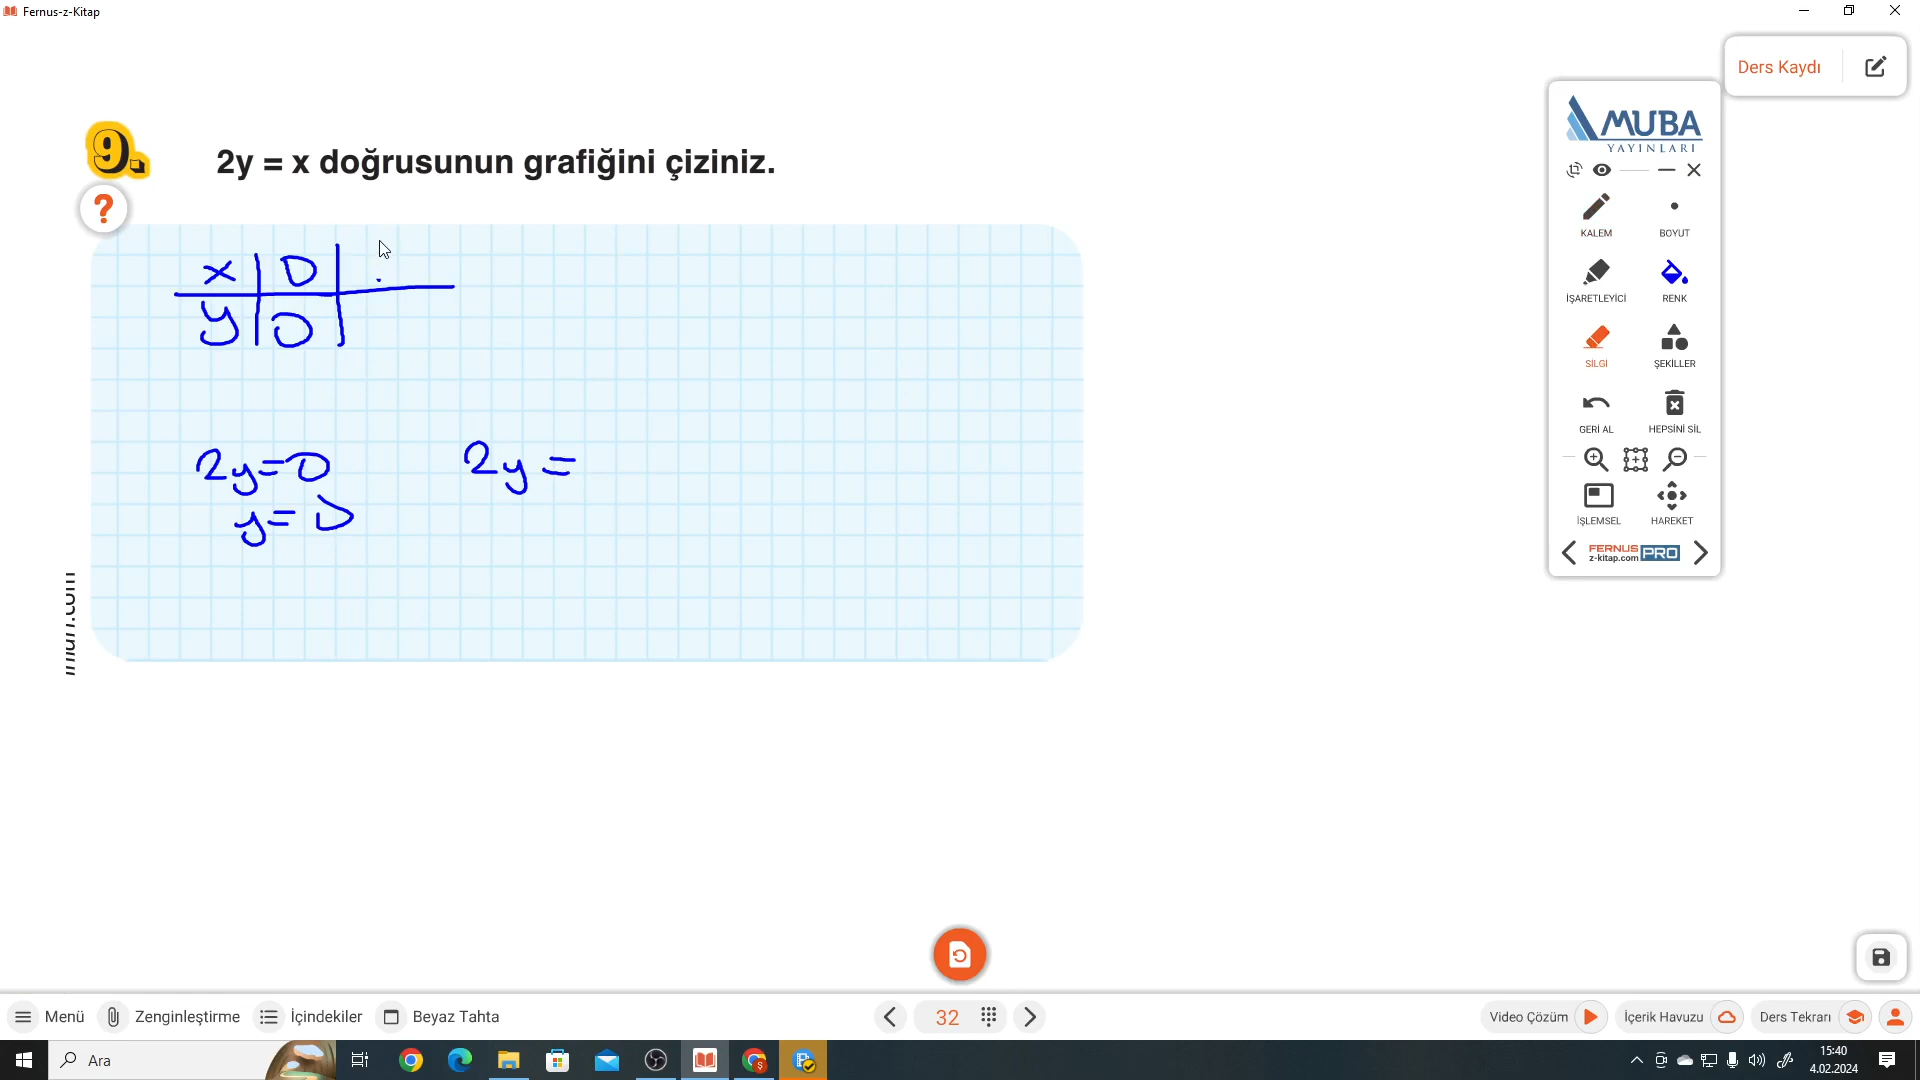 Fernus-z-Kitap
Ders Kaydı
MUBA
YAYINLARI
9.
2y = x doğrusunun grafiğini çiziniz.
?
x 0
y 0
2y=0
2y =
y=0
KALEM
BOYUT
İŞARETLEYİCİ
RENK
SİLGİ
ŞEKİLLER
GERİ AL
HEPSİNİ SİL
İŞLEMSEL
HAREKET
FERNUS
z-kitap.com
PRO
Menü
Zenginleştirme
İçindekiler
Beyaz Tahta
32
Video Çözüm
İçerik Havuzu
Ders Tekrarı
Ara
15:40
4.02.2024